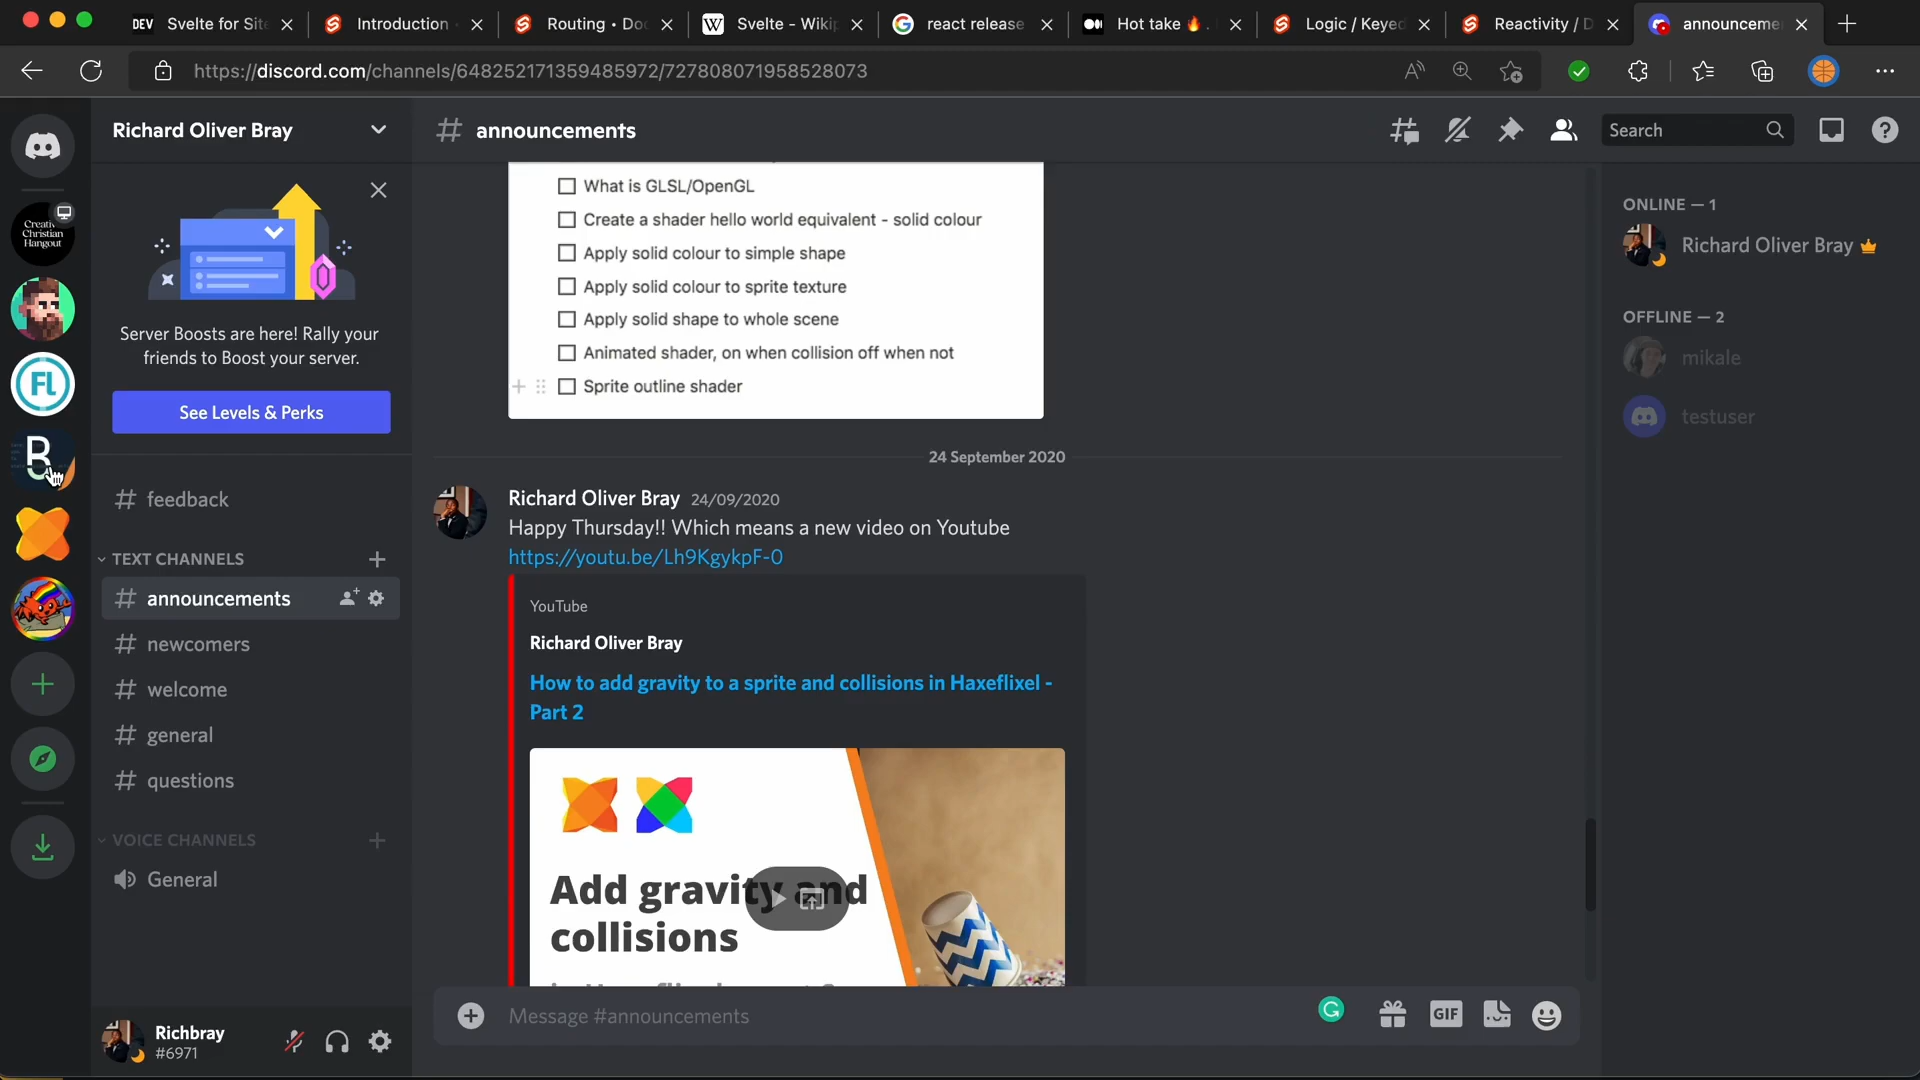 DEV Svelte for Sit
Introduction
Routing • Do
W Svelte - Wiki
react release
Hot take 🔥.
Logic / Keye
Reactivity / D
announceme
https://discord.com/channels/648252171359485972/727808071958528073
Richard Oliver Bray
# announcements
Search
Creativ
Christian
Hangout
FL
B
Server Boosts are here! Rally your
friends to Boost your server.
See Levels & Perks
# feedback
TEXT CHANNELS
# announcements
# newcomers
# welcome
# general
# questions
VOICE CHANNELS
General
Richbray
#6971
What is GLSL/OpenGL
Create a shader hello world equivalent - solid colour
Apply solid colour to simple shape
Apply solid colour to sprite texture
Apply solid shape to whole scene
Animated shader, on when collision off when not
Sprite outline shader
24 September 2020
Richard Oliver Bray 24/09/2020
Happy Thursday!! Which means a new video on Youtube
https://youtu.be/Lh9KgykpF-0
YouTube
Richard Oliver Bray
How to add gravity to a sprite and collisions in Haxeflixel -
Part 2
Add gravity and
collisions
Message #announcements
GIF
ONLINE — 1
Richard Oliver Bray
OFFLINE — 2
mikale
testuser